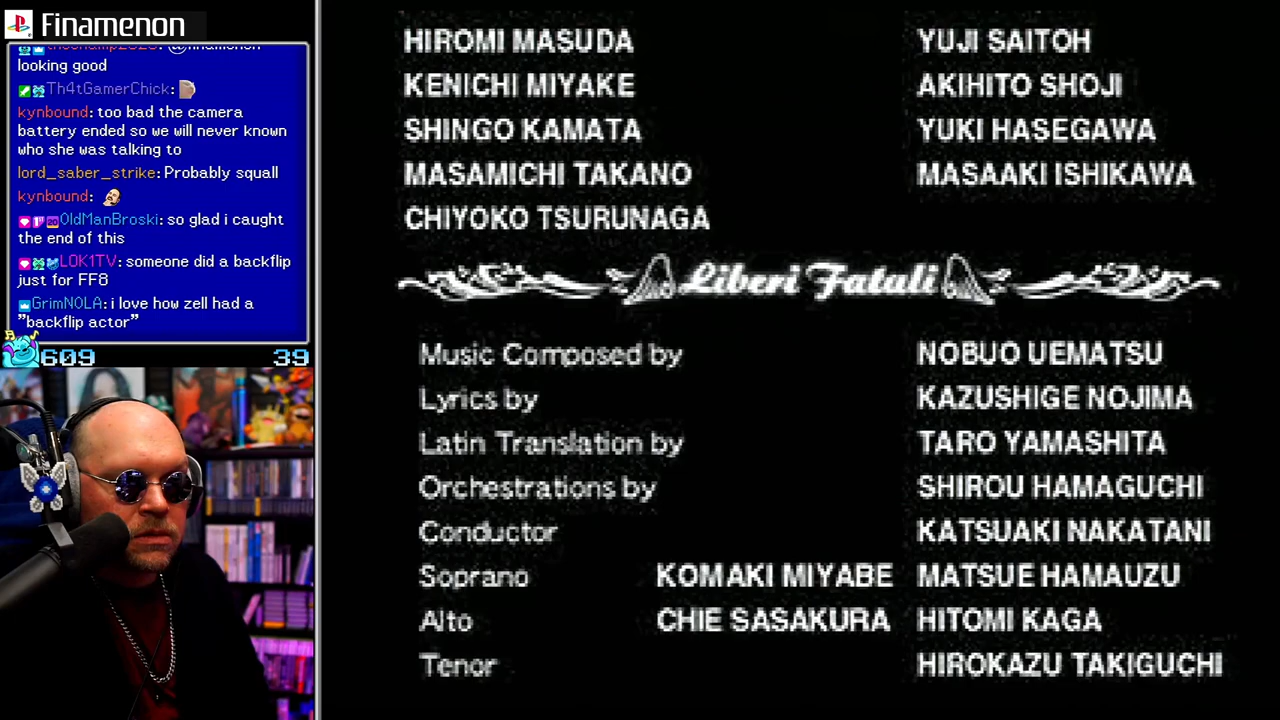 Finamenon
looking good
Th4tGamerChick:
kynbound: too bad the camera
battery ended so we will never known
who she was talking to
lord_saber_strike: Probably squall
kynbound:
OldManBroski: so glad i caught
the end of this
L0K1TV: someone did a backflip
just for FF8
GrimNOLA: i love how zell had a
"backflip actor"
609 39
HIROMI MASUDA YUJI SAITOH
KENICHI MIYAKE AKIHITO SHOJI
SHINGO KAMATA YUKI HASEGAWA
MASAMICHI TAKANO MASAAKI ISHIKAWA
CHIYOKO TSURUNAGA
Liberi Fatali
Music Composed by NOBUO UEMATSU
Lyrics by KAZUSHIGE NOJIMA
Latin Translation by TARO YAMASHITA
Orchestrations by SHIROU HAMAGUCHI
Conductor KATSUAKI NAKATANI
Soprano KOMAKI MIYABE MATSUE HAMAUZU
Alto CHIE SASAKURA HITOMI KAGA
Tenor HIROKAZU TAKIGUCHI